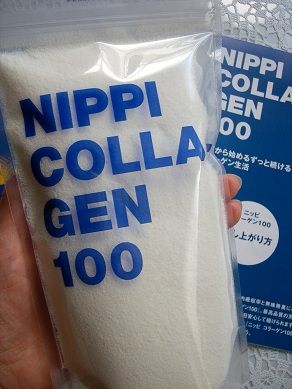 NIPPI
COLLA
GEN
100
NIPPI
COLLA
GEN
100
から始めるずっと続ける
ーゲン生活
ニッピ
ラーゲン100
し上がり方